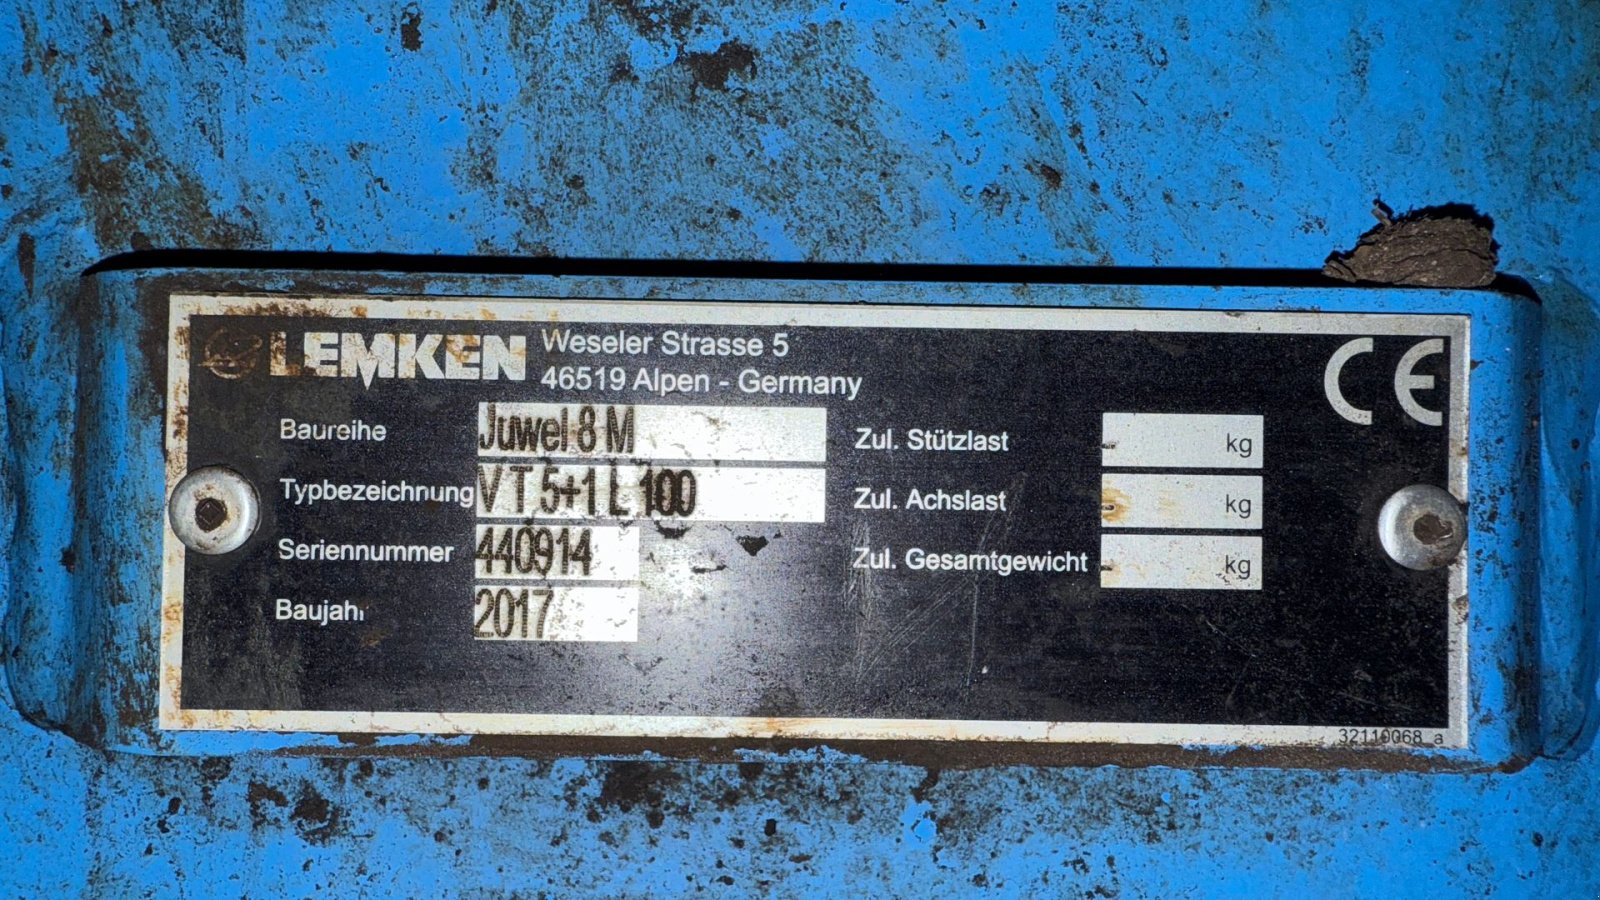 LEMKEN
Weseler Strasse 5
46519 Alpen - Germany
CE
Baureihe Juwel 8 M
Typbezeichnung V T 5+1 L 100
Seriennummer 440914
Baujahr 2017
Zul. Stützlast - kg
Zul. Achslast - kg
Zul. Gesamtgewicht - kg
32110068_a